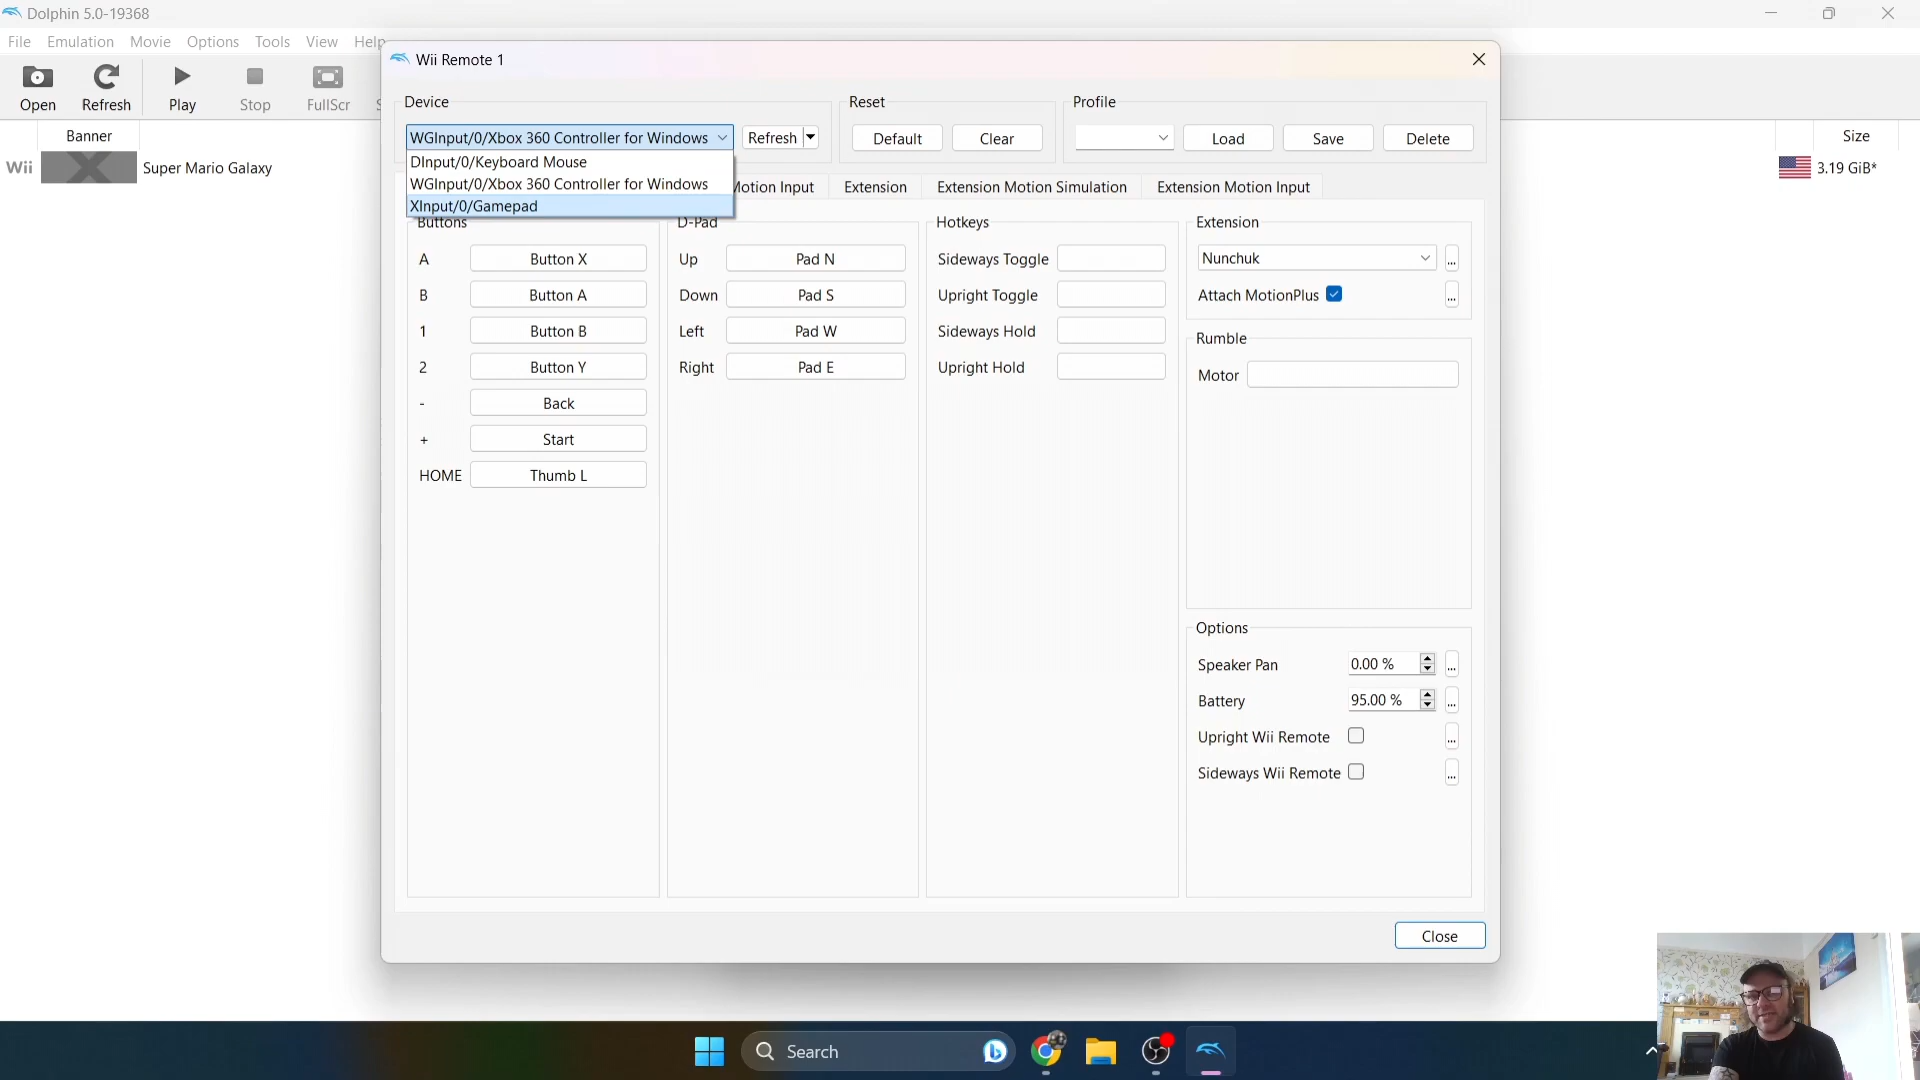 Dolphin 5.0-19368
File Emulation Movie Options Tools View Help
Open Refresh Play Stop FullScr
Banner Size
Wii Super Mario Galaxy 3.19 GiB*
Wii Remote 1
Device Reset Profile
WGInput/0/Xbox 360 Controller for Windows Refresh Default Clear Load Save Delete
DInput/0/Keyboard Mouse
WGInput/0/Xbox 360 Controller for Windows
XInput/0/Gamepad
Motion Input Extension Extension Motion Simulation Extension Motion Input
Buttons D-Pad Hotkeys Extension
A Button X Up Pad N Sideways Toggle Nunchuk ...
B Button A Down Pad S Upright Toggle Attach MotionPlus ...
1 Button B Left Pad W Sideways Hold Rumble
2 Button Y Right Pad E Upright Hold Motor
- Back
+ Start
HOME Thumb L
Options
Speaker Pan 0.00 % ...
Battery 95.00 % ...
Upright Wii Remote ...
Sideways Wii Remote ...
Close
Search